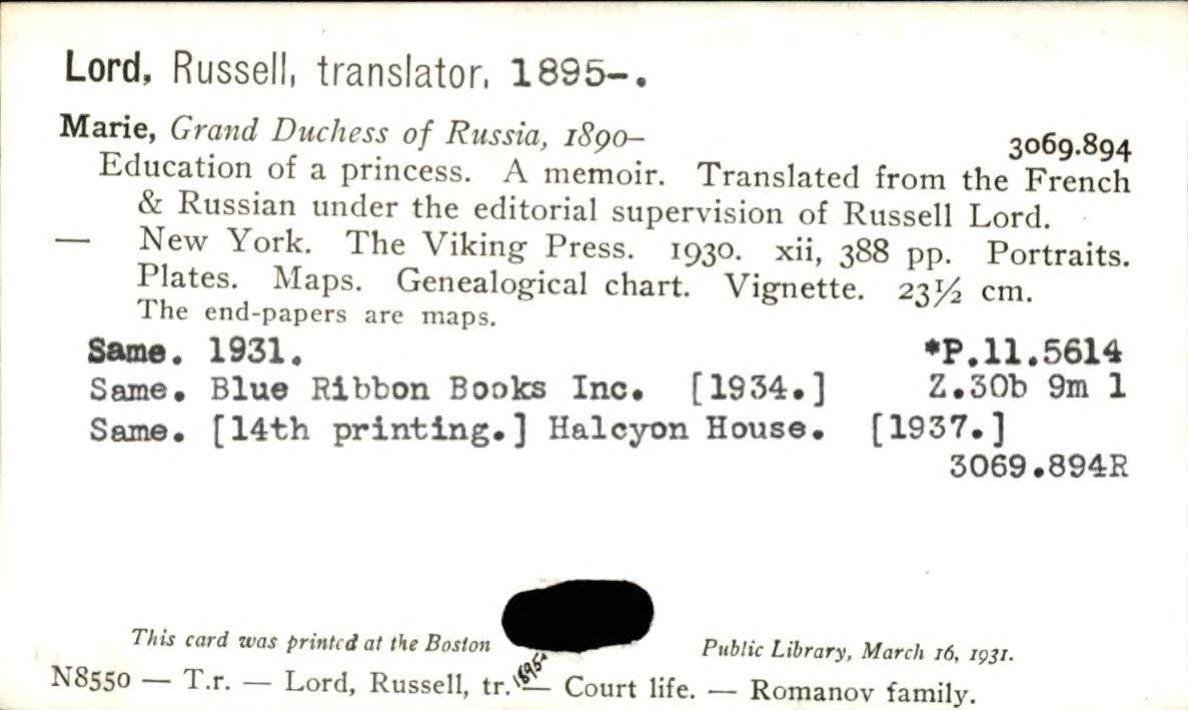 Lord, Russell, translator, 1895-.
Marie, Grand Duchess of Russia, 1890–
3069.894
Education of a princess. A memoir. Translated from the French
& Russian under the editorial supervision of Russell Lord.
— New York. The Viking Press. 1930. xii, 388 pp. Portraits.
Plates. Maps. Genealogical chart. Vignette. 23½ cm.
The end-papers are maps.
Same. 1931. *P.11.5614
Same. Blue Ribbon Books Inc. [1934.] Z.30b 9m 1
Same. [14th printing.] Halcyon House. [1937.]
3069.894R
This card was printed at the Boston Public Library, March 16, 1931.
N8550 — T.r. — Lord, Russell, tr. 1895- — Court life. — Romanov family.